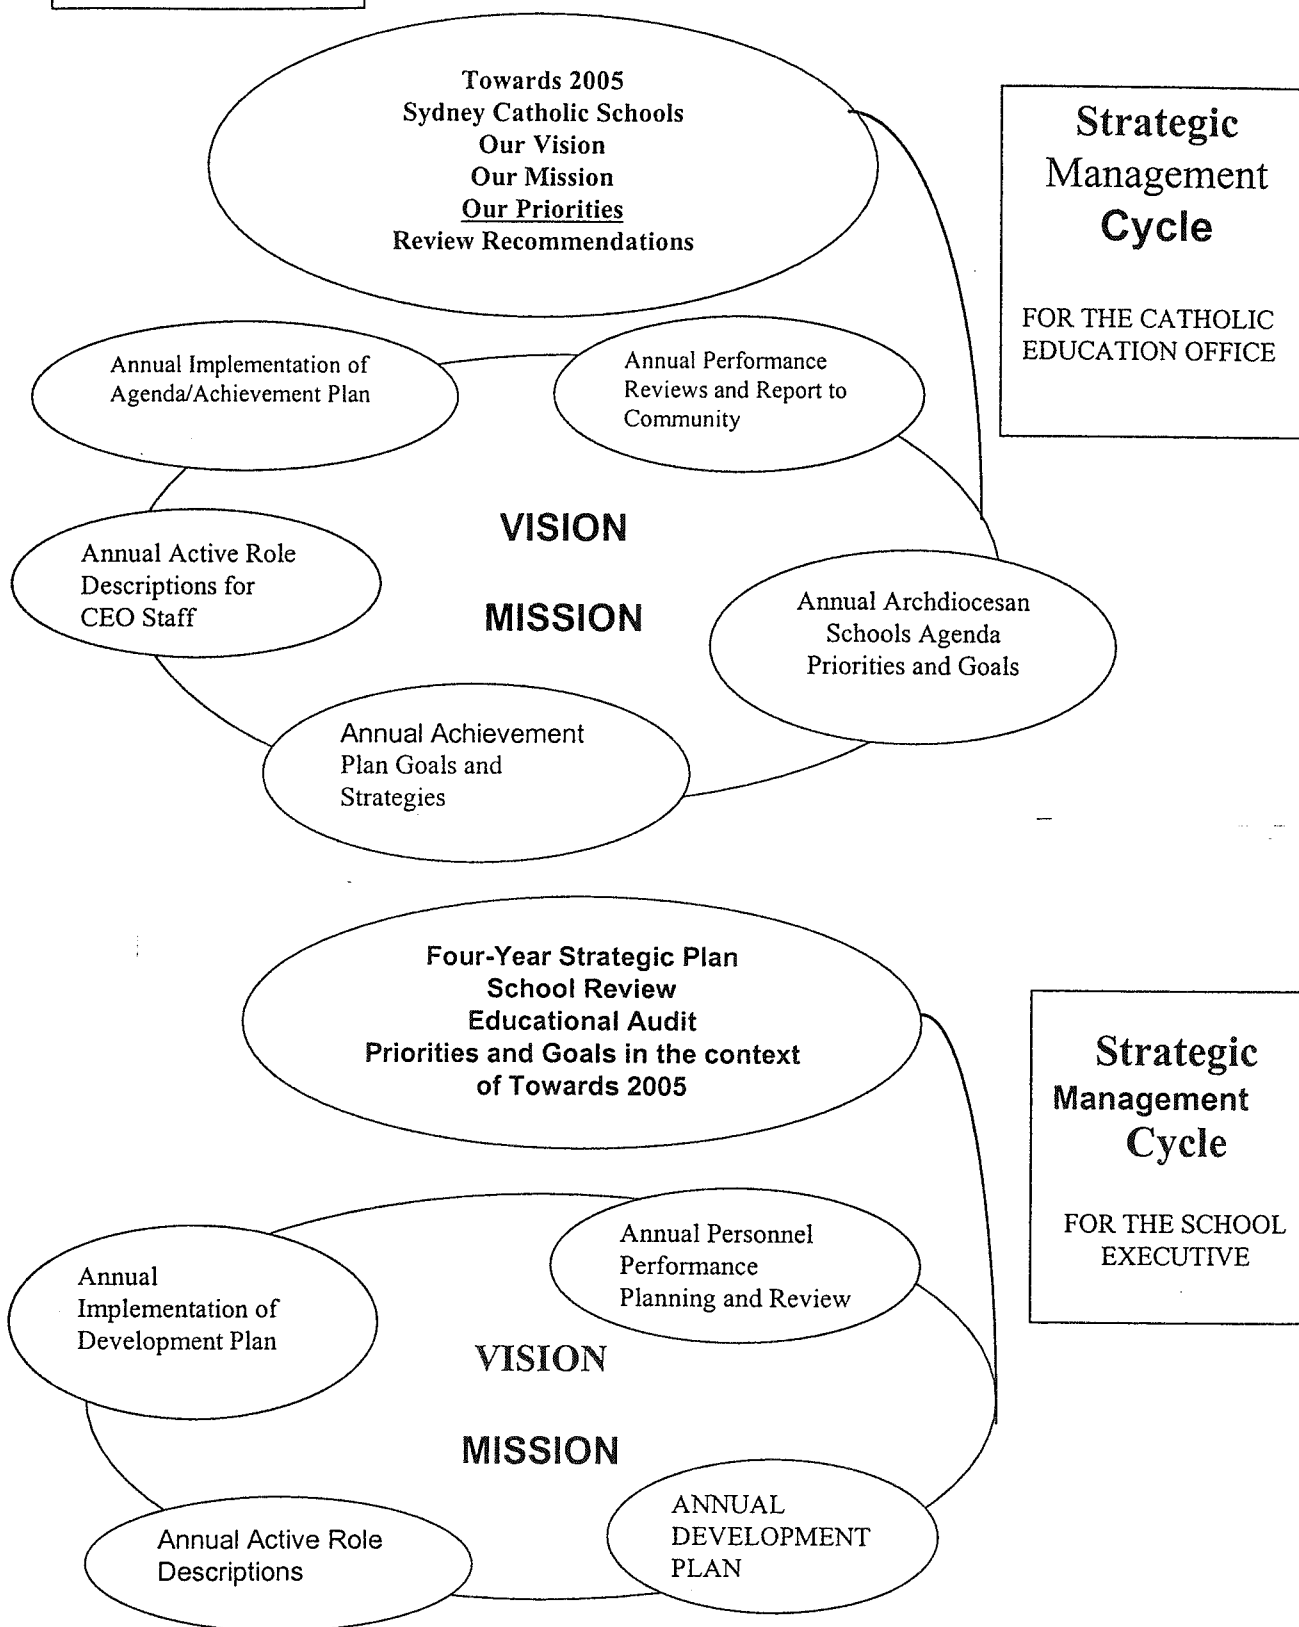 Towards 2005
Sydney Catholic Schools
Our Vision
Our Mission
Our Priorities
Review Recommendations
Strategic
Management
Cycle
FOR THE CATHOLIC
EDUCATION OFFICE
Annual Implementation of
Agenda/Achievement Plan
Annual Performance
Reviews and Report to
Community
VISION
MISSION
Annual Active Role
Descriptions for
CEO Staff
Annual Archdiocesan
Schools Agenda
Priorities and Goals
Annual Achievement
Plan Goals and
Strategies
Four-Year Strategic Plan
School Review
Educational Audit
Priorities and Goals in the context
of Towards 2005
Strategic
Management
Cycle
FOR THE SCHOOL
EXECUTIVE
Annual
Implementation of
Development Plan
Annual Personnel
Performance
Planning and Review
VISION
MISSION
Annual Active Role
Descriptions
ANNUAL
DEVELOPMENT
PLAN